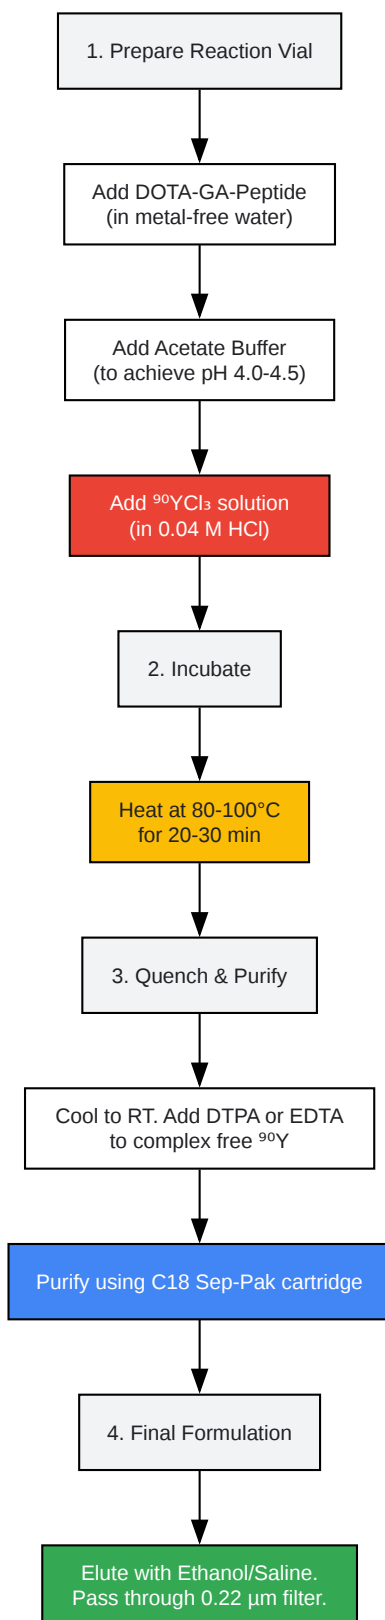 1. Prepare Reaction Vial
Add DOTA-GA-Peptide
(in metal-free water)
Add Acetate Buffer
(to achieve pH 4.0-4.5)
Add ⁹⁰YCl₃ solution
(in 0.04 M HCl)
2. Incubate
Heat at 80-100°C
for 20-30 min
3. Quench & Purify
Cool to RT. Add DTPA or EDTA
to complex free ⁹⁰Y
Purify using C18 Sep-Pak cartridge
4. Final Formulation
Elute with Ethanol/Saline.
Pass through 0.22 µm filter.